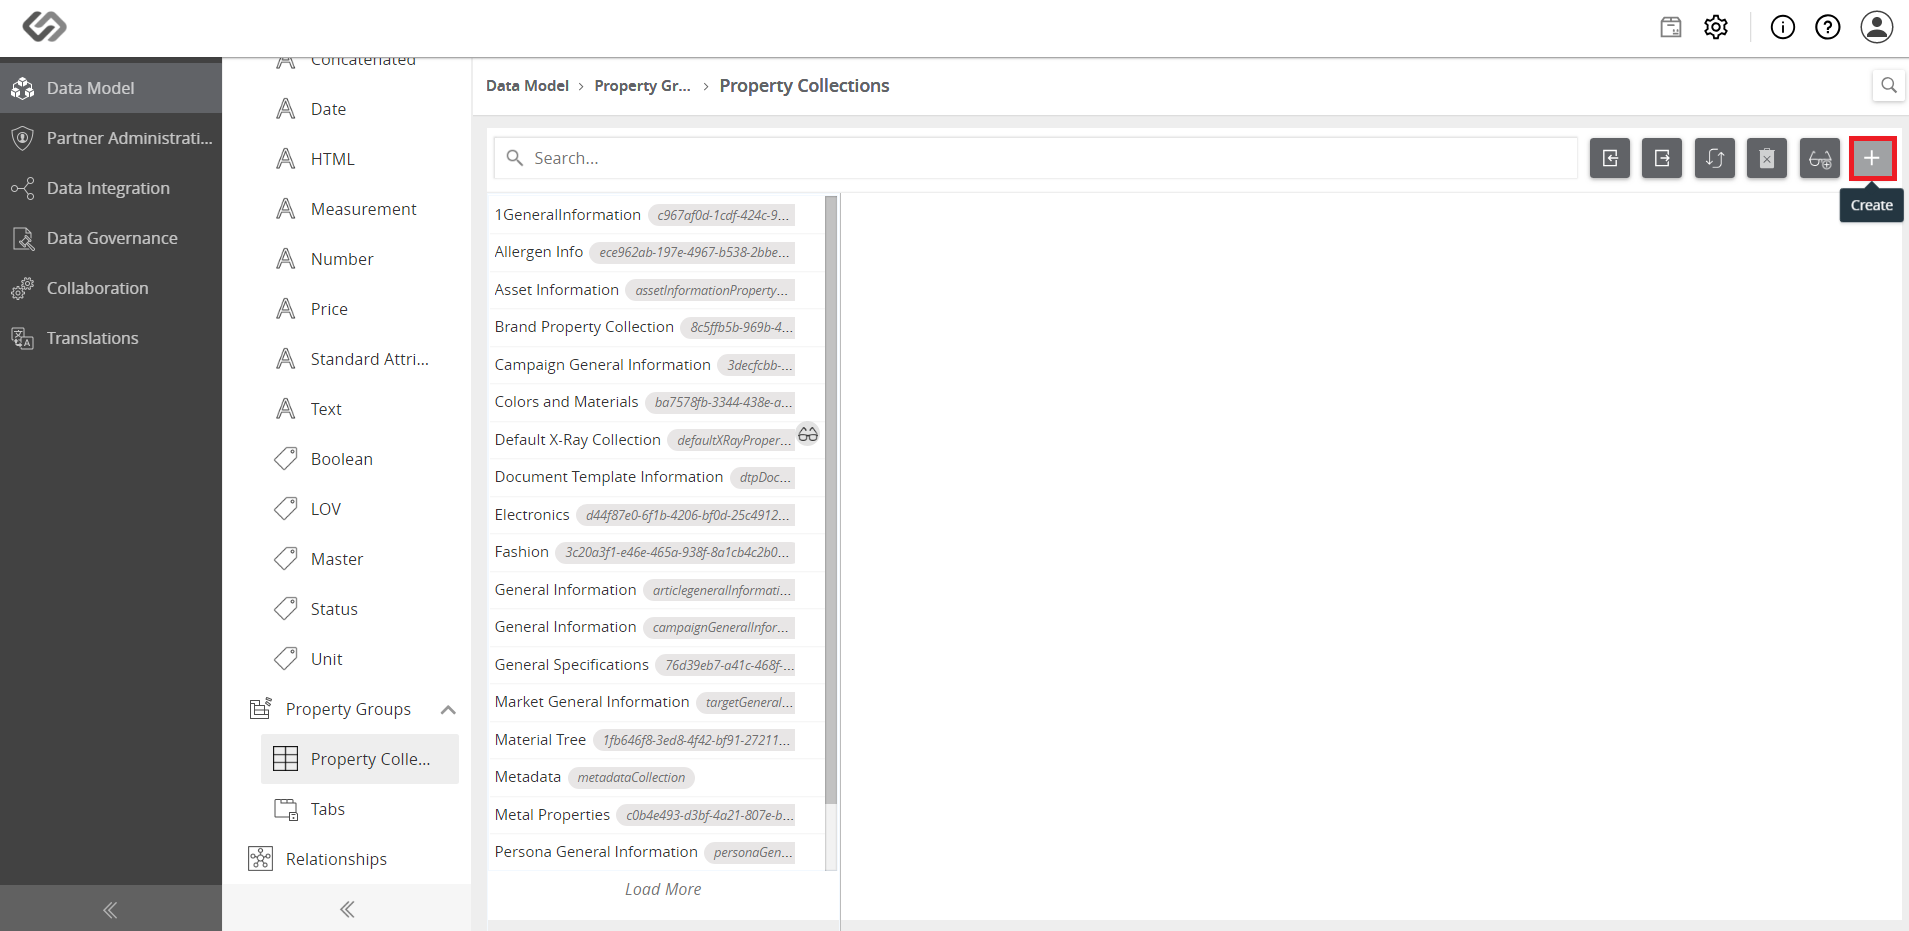 Data Model
Partner Administrati...
Data Integration
Data Governance
Collaboration
Translations
Concatenated
Date
HTML
Measurement
Number
Price
Standard Attri...
Text
Boolean
LOV
Master
Status
Unit
Property Groups
Property Colle...
Tabs
Relationships
Data Model > Property Gr... > Property Collections
Search...
Create
1GeneralInformation c967af0d-1cdf-424c-9...
Allergen Info ece962ab-197e-4967-b538-2bbe...
Asset Information assetInformationProperty...
Brand Property Collection 8c5ffb5b-969b-4...
Campaign General Information 3decfcbb-...
Colors and Materials ba7578fb-3344-438e-a...
Default X-Ray Collection defaultXRayProper...
Document Template Information dtpDoc...
Electronics d44f87e0-6f1b-4206-bf0d-25c4912...
Fashion 3c20a3f1-e46e-465a-938f-8a1cb4c2b0...
General Information articlegeneralInformati...
General Information campaignGeneralInfor...
General Specifications 76d39eb7-a41c-468f-...
Market General Information targetGeneral...
Material Tree 1fb646f8-3ed8-4f42-bf91-27211...
Metadata metadataCollection
Metal Properties c0b4e493-d3bf-4a21-807e-b...
Persona General Information personaGen...
Load More